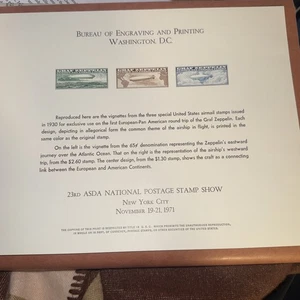 Bureau of Engraving and Printing
Washington, D.C.
GRAF ZEPPELIN
GRAF ZEPPELIN
GRAF ZEPPELIN
Reproduced here are the vignettes from the three special United States airmail stamps issued
in 1930 for exclusive use on the first European-Pan American round trip of the Graf Zeppelin. Each
design, depicting in allegorical form the common theme of the airship in flight, is printed in the
same color as the original stamp.
On the left is the vignette from the 65¢ denomination representing the Zeppelin's eastward
journey over the Atlantic Ocean. That on the right is the representation of the airship's westward
trip, from the $2.60 stamp. The center design, from the $1.30 stamp, shows the craft as a connecting
link between the European and American Continents.
23rd ASDA National Postage Stamp Show
New York City
November 19-21, 1971